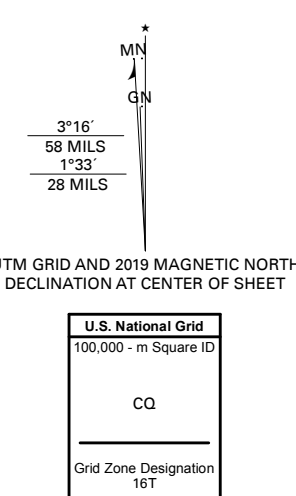 ★
MN
GN
3°16´
58 MILS
1°33´
28 MILS
UTM GRID AND 2019 MAGNETIC NORTH
DECLINATION AT CENTER OF SHEET
U.S. National Grid
100,000 - m Square ID
CQ
Grid Zone Designation
16T